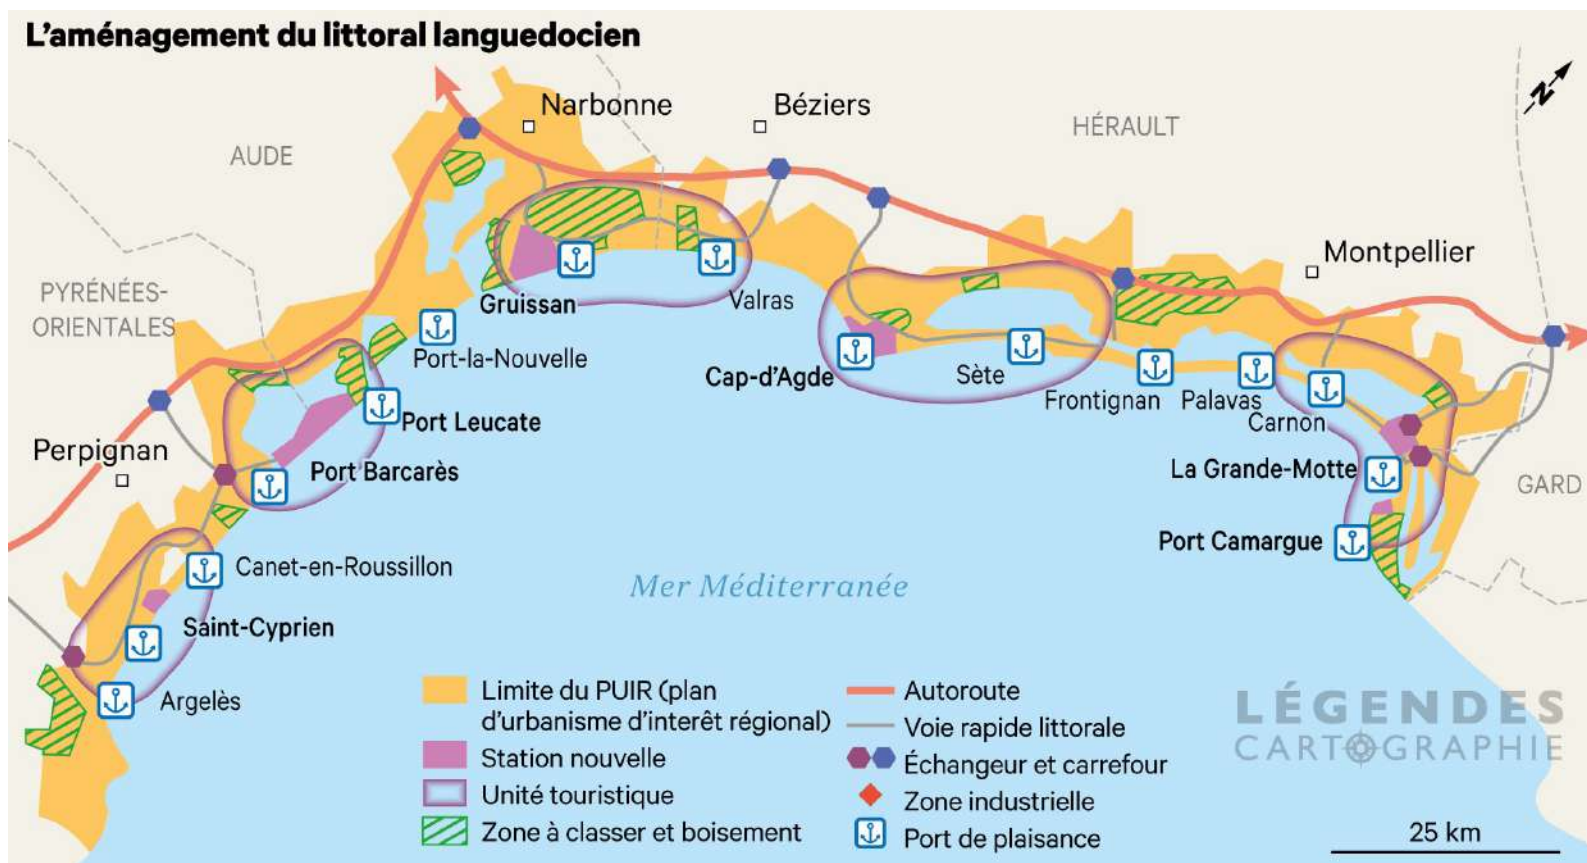 L'aménagement du littoral languedocien
N
Narbonne
Béziers
HÉRAULT
AUDE
Montpellier
PYRÉNÉES-
ORIENTALES
Gruissan
Valras
Port-la-Nouvelle
Cap-d'Agde
Sète
Frontignan
Palavas
Carnon
Port Leucate
Perpignan
Port Barcarès
La Grande-Motte
GARD
Port Camargue
Canet-en-Roussillon
Mer Méditerranée
Saint-Cyprien
Argelès
Limite du PUIR (plan
d'urbanisme d'interêt régional)
Station nouvelle
Unité touristique
Zone à classer et boisement
Autoroute
Voie rapide littorale
Échangeur et carrefour
Zone industrielle
Port de plaisance
LÉGENDES
CARTOGRAPHIE
25 km